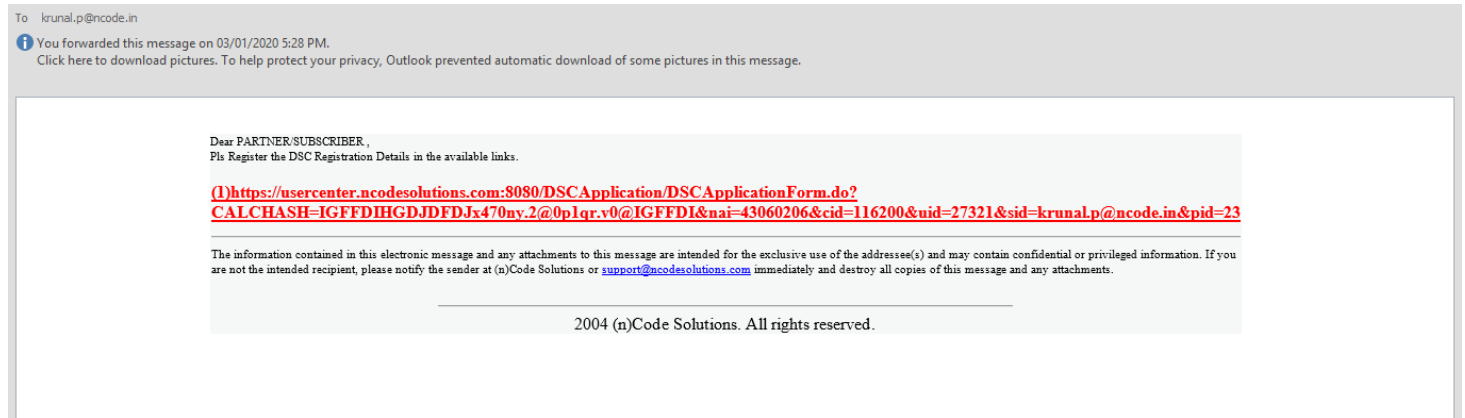 To krunal.p@ncode.in
You forwarded this message on 03/01/2020 5:28 PM.
Click here to download pictures. To help protect your privacy, Outlook prevented automatic download of some pictures in this message.
Dear PARTNER/SUBSCRIBER ,
Pls Register the DSC Registration Details in the available links.
(1)https://usercenter.ncodesolutions.com:8080/DSCApplication/DSCApplicationForm.do?
CALCHASH=IGFFDIHGDJDFDJx470ny.2@0p1qr.v0@IGFFDI&nai=43060206&cid=116200&uid=27321&sid=krunal.p@ncode.in&pid=23
The information contained in this electronic message and any attachments to this message are intended for the exclusive use of the addressee(s) and may contain confidential or privileged information. If you
are not the intended recipient, please notify the sender at (n)Code Solutions or support@ncodesolutions.com immediately and destroy all copies of this message and any attachments.
2004 (n)Code Solutions. All rights reserved.